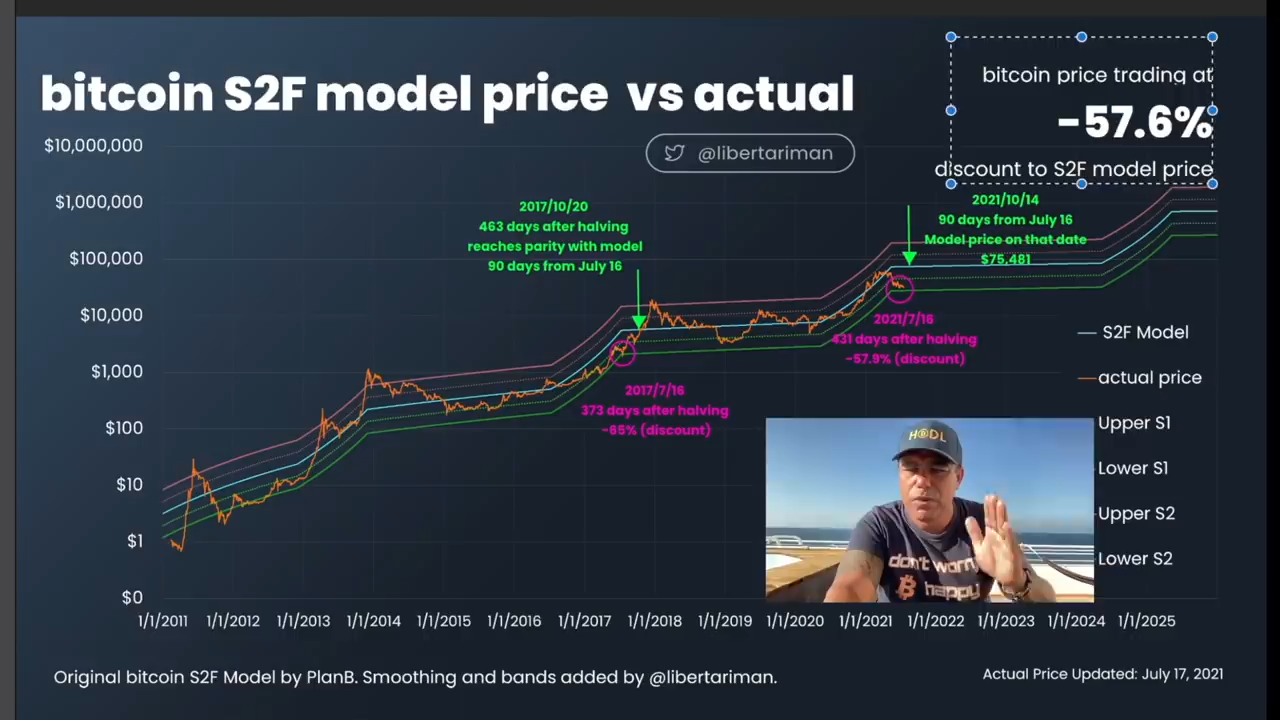 bitcoin S2F model price vs actual
bitcoin price trading at
-57.6%
discount to S2F model price
@libertariman
$10,000,000
$1,000,000
$100,000
$10,000
$1,000
$100
$10
$1
$0
2017/10/20
463 days after halving
reaches parity with model
90 days from July 16
2021/10/14
90 days from July 16
Model price on that date
$75,481
2021/7/16
431 days after halving
-57.9% (discount)
2017/7/16
373 days after halving
-65% (discount)
S2F Model
actual price
Upper S1
Lower S1
Upper S2
Lower S2
HODL
don't worry
happy
1/1/2011 1/1/2012 1/1/2013 1/1/2014 1/1/2015 1/1/2016 1/1/2017 1/1/2018 1/1/2019 1/1/2020 1/1/2021 1/1/2022 1/1/2023 1/1/2024 1/1/2025
Original bitcoin S2F Model by PlanB. Smoothing and bands added by @libertariman.
Actual Price Updated: July 17, 2021